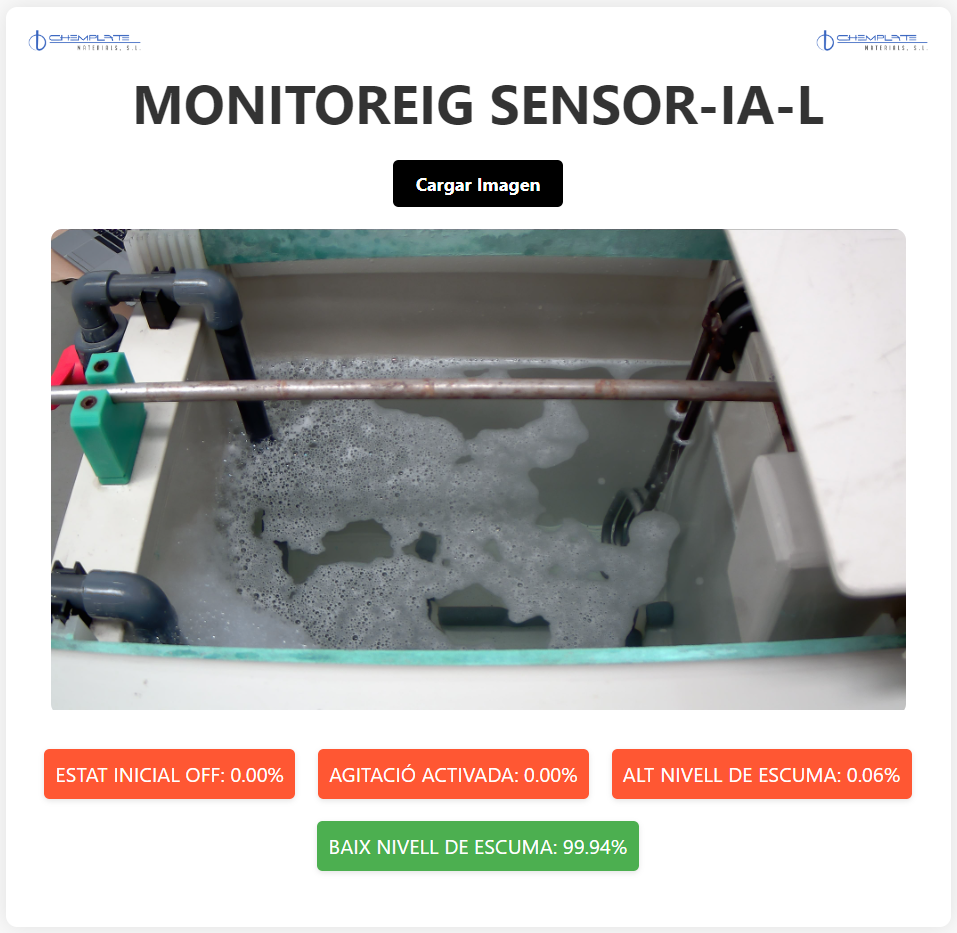 CHEMPLATE
MATERIALS, S.L.
CHEMPLATE
MATERIALS, S.L.
MONITOREIG SENSOR-IA-L
Cargar Imagen
ESTAT INICIAL OFF: 0.00%
AGITACIÓ ACTIVADA: 0.00%
ALT NIVELL DE ESCUMA: 0.06%
BAIX NIVELL DE ESCUMA: 99.94%